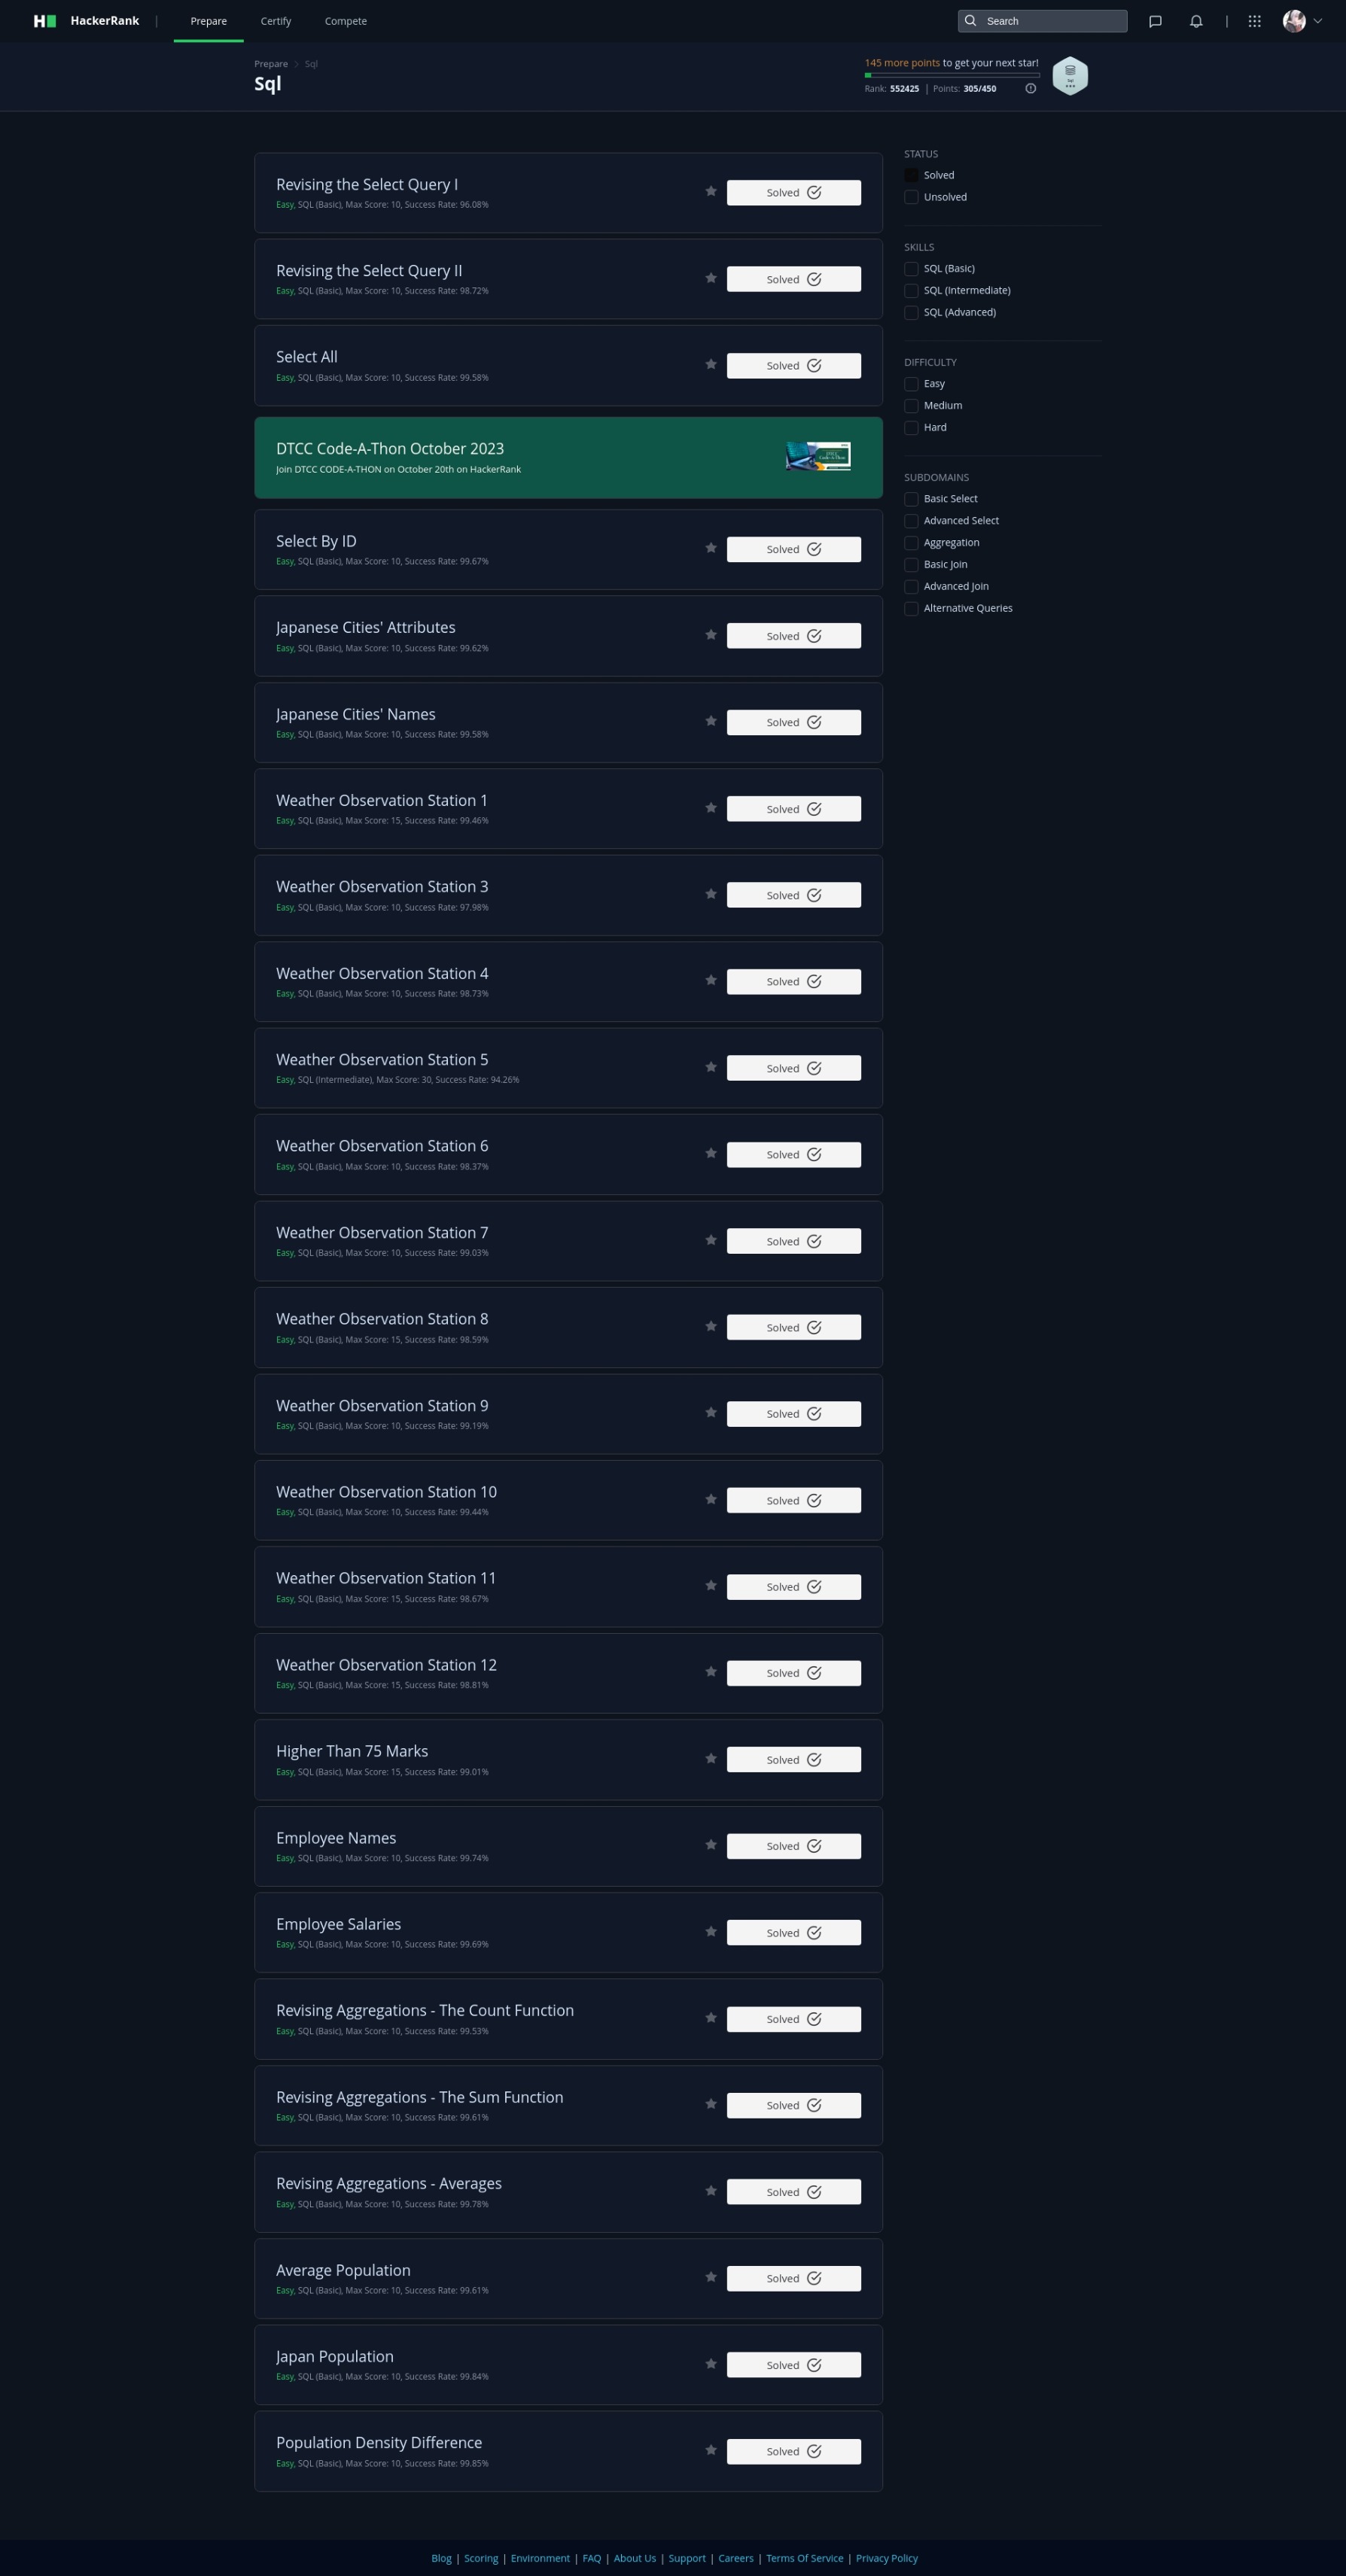 HackerRank | Prepare Certify Compete Search
Prepare > Sql
Sql
145 more points to get your next star!
Rank: 552425 | Points: 305/450
Sql
Revising the Select Query I
Easy, SQL (Basic), Max Score: 10, Success Rate: 96.08%
Solved
Revising the Select Query II
Easy, SQL (Basic), Max Score: 10, Success Rate: 98.72%
Solved
Select All
Easy, SQL (Basic), Max Score: 10, Success Rate: 99.58%
Solved
DTCC Code-A-Thon October 2023
Join DTCC CODE-A-THON on October 20th on HackerRank
Select By ID
Easy, SQL (Basic), Max Score: 10, Success Rate: 99.67%
Solved
Japanese Cities' Attributes
Easy, SQL (Basic), Max Score: 10, Success Rate: 99.62%
Solved
Japanese Cities' Names
Easy, SQL (Basic), Max Score: 10, Success Rate: 99.58%
Solved
Weather Observation Station 1
Easy, SQL (Basic), Max Score: 15, Success Rate: 99.46%
Solved
Weather Observation Station 3
Easy, SQL (Basic), Max Score: 10, Success Rate: 97.98%
Solved
Weather Observation Station 4
Easy, SQL (Basic), Max Score: 10, Success Rate: 98.73%
Solved
Weather Observation Station 5
Easy, SQL (Intermediate), Max Score: 30, Success Rate: 94.26%
Solved
Weather Observation Station 6
Easy, SQL (Basic), Max Score: 10, Success Rate: 98.37%
Solved
Weather Observation Station 7
Easy, SQL (Basic), Max Score: 10, Success Rate: 99.03%
Solved
Weather Observation Station 8
Easy, SQL (Basic), Max Score: 15, Success Rate: 98.59%
Solved
Weather Observation Station 9
Easy, SQL (Basic), Max Score: 10, Success Rate: 99.19%
Solved
Weather Observation Station 10
Easy, SQL (Basic), Max Score: 10, Success Rate: 99.44%
Solved
Weather Observation Station 11
Easy, SQL (Basic), Max Score: 15, Success Rate: 98.67%
Solved
Weather Observation Station 12
Easy, SQL (Basic), Max Score: 15, Success Rate: 98.81%
Solved
Higher Than 75 Marks
Easy, SQL (Basic), Max Score: 15, Success Rate: 99.01%
Solved
Employee Names
Easy, SQL (Basic), Max Score: 10, Success Rate: 99.74%
Solved
Employee Salaries
Easy, SQL (Basic), Max Score: 10, Success Rate: 99.69%
Solved
Revising Aggregations - The Count Function
Easy, SQL (Basic), Max Score: 10, Success Rate: 99.53%
Solved
Revising Aggregations - The Sum Function
Easy, SQL (Basic), Max Score: 10, Success Rate: 99.61%
Solved
Revising Aggregations - Averages
Easy, SQL (Basic), Max Score: 10, Success Rate: 99.78%
Solved
Average Population
Easy, SQL (Basic), Max Score: 10, Success Rate: 99.61%
Solved
Japan Population
Easy, SQL (Basic), Max Score: 10, Success Rate: 99.84%
Solved
Population Density Difference
Easy, SQL (Basic), Max Score: 10, Success Rate: 99.85%
Solved
STATUS
Solved
Unsolved
SKILLS
SQL (Basic)
SQL (Intermediate)
SQL (Advanced)
DIFFICULTY
Easy
Medium
Hard
SUBDOMAINS
Basic Select
Advanced Select
Aggregation
Basic Join
Advanced Join
Alternative Queries
Blog | Scoring | Environment | FAQ | About Us | Support | Careers | Terms Of Service | Privacy Policy